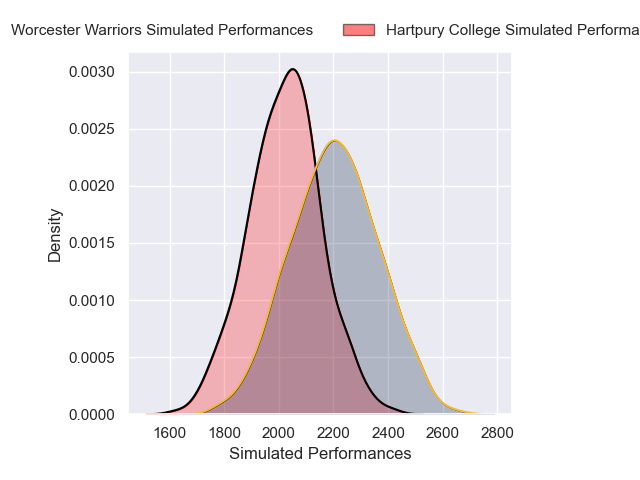 Worcester Warriors Simulated Performances Hartpury College Simulated Performa
0.0030
0.0025
0.0020
0.0015
0.0010
0.0005
0.0000
Density
1600 1800 2000 2200 2400 2600 2800
Simulated Performances